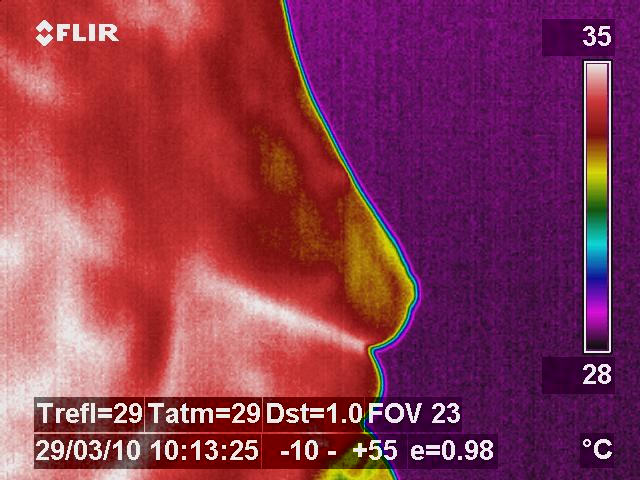 FLIR
35
28
Trefl=29 Tatm=29 Dst=1.0 FOV 23
29/03/10 10:13:25 -10 - +55 e=0.98 °C